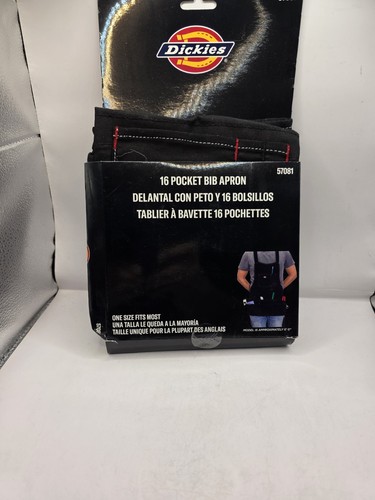 Dickies
57081
16 POCKET BIB APRON
DELANTAL CON PETO Y 16 BOLSILLOS
TABLIER À BAVETTE 16 POCHETTES
ONE SIZE FITS MOST
UNA TALLA LE QUEDA A LA MAYORÍA
TAILLE UNIQUE POUR LA PLUPART DES ANGLAIS